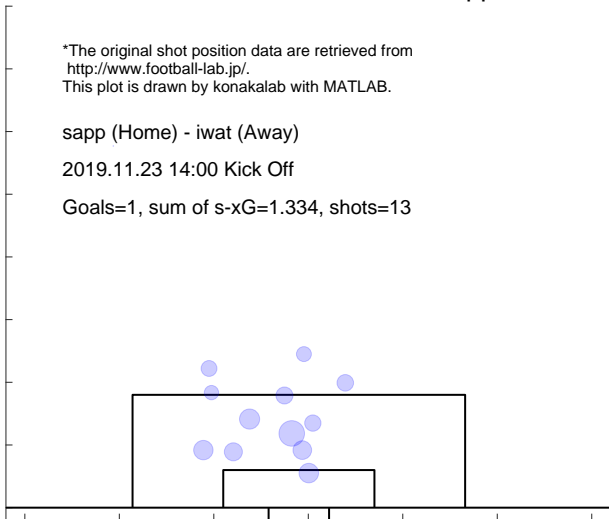 *The original shot position data are retrieved from
http://www.football-lab.jp/.
This plot is drawn by konakalab with MATLAB.
sapp (Home) - iwat (Away)
2019.11.23 14:00 Kick Off
Goals=1, sum of s-xG=1.334, shots=13